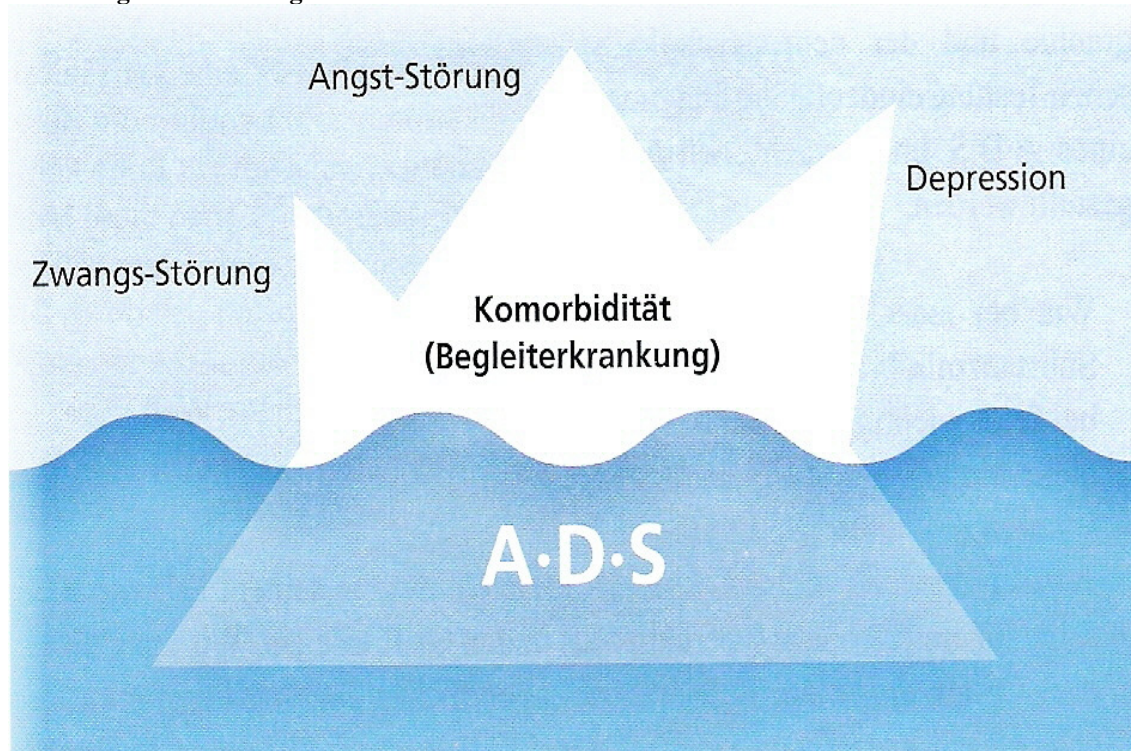 Angst-Störung
Depression
Zwangs-Störung
Komorbidität
(Begleiterkrankung)
A·D·S